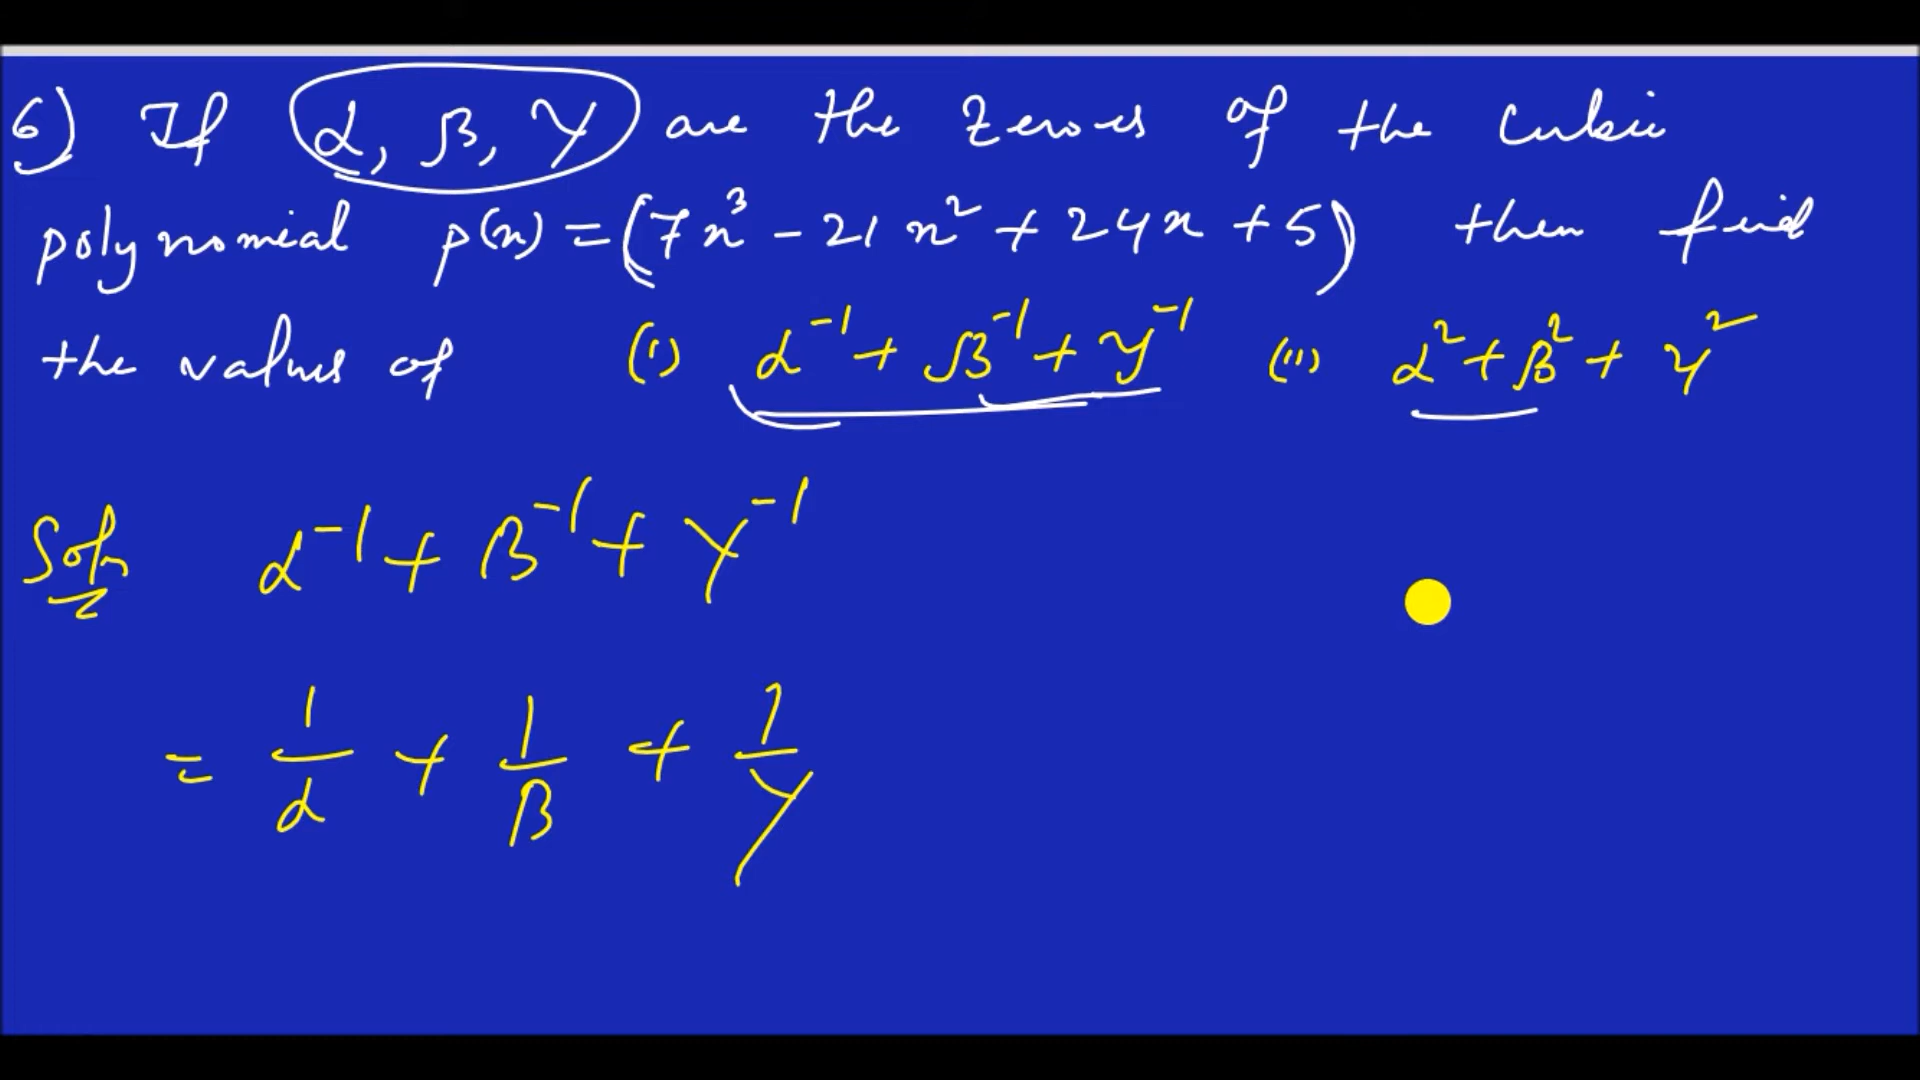 6) If α, β, γ are the zeroes of the cubic
polynomial p(x) = (7x³ - 21x² + 24x + 5) then find
the values of (i) α⁻¹ + β⁻¹ + γ⁻¹ (ii) α² + β² + γ²
Soln α⁻¹ + β⁻¹ + γ⁻¹
= 1/α + 1/β + 1/γ